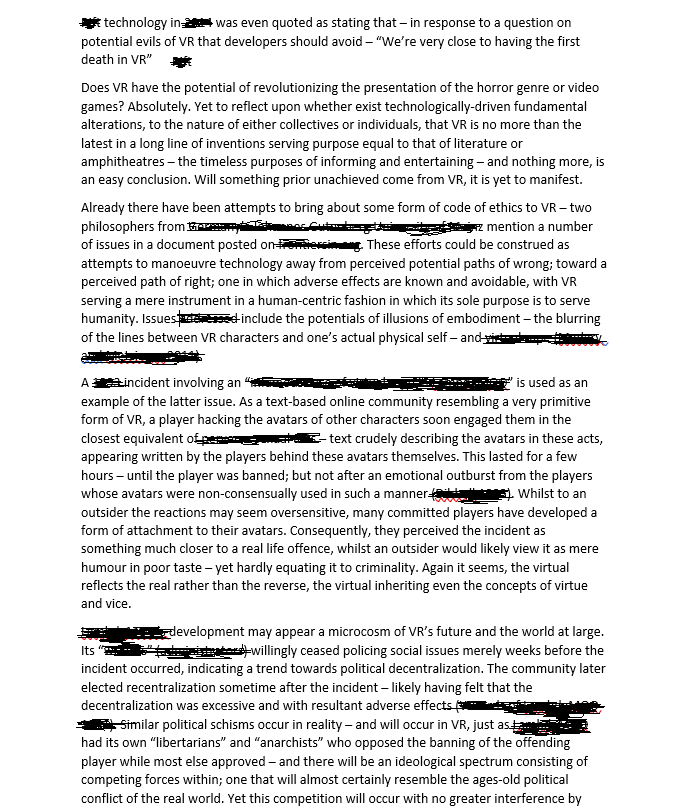 technology in was even quoted as stating that – in response to a question on
potential evils of VR that developers should avoid – “We’re very close to having the first
death in VR”
Does VR have the potential of revolutionizing the presentation of the horror genre or video
games? Absolutely. Yet to reflect upon whether exist technologically-driven fundamental
alterations, to the nature of either collectives or individuals, that VR is no more than the
latest in a long line of inventions serving purpose equal to that of literature or
amphitheatres – the timeless purposes of informing and entertaining – and nothing more, is
an easy conclusion. Will something prior unachieved come from VR, it is yet to manifest.
Already there have been attempts to bring about some form of code of ethics to VR – two
philosophers from mention a number
of issues in a document posted on . These efforts could be construed as
attempts to manoeuvre technology away from perceived potential paths of wrong; toward a
perceived path of right; one in which adverse effects are known and avoidable, with VR
serving a mere instrument in a human-centric fashion in which its sole purpose is to serve
humanity. Issues include the potentials of illusions of embodiment – the blurring
of the lines between VR characters and one’s actual physical self – and
A incident involving an “ ” is used as an
example of the latter issue. As a text-based online community resembling a very primitive
form of VR, a player hacking the avatars of other characters soon engaged them in the
closest equivalent of – text crudely describing the avatars in these acts,
appearing written by the players behind these avatars themselves. This lasted for a few
hours – until the player was banned; but not after an emotional outburst from the players
whose avatars were non-consensually used in such a manner . Whilst to an
outsider the reactions may seem oversensitive, many committed players have developed a
form of attachment to their avatars. Consequently, they perceived the incident as
something much closer to a real life offence, whilst an outsider would likely view it as mere
humour in poor taste – yet hardly equating it to criminality. Again it seems, the virtual
reflects the real rather than the reverse, the virtual inheriting even the concepts of virtue
and vice.
development may appear a microcosm of VR’s future and the world at large.
Its “ willingly ceased policing social issues merely weeks before the
incident occurred, indicating a trend towards political decentralization. The community later
elected recentralization sometime after the incident – likely having felt that the
decentralization was excessive and with resultant adverse effects
Similar political schisms occur in reality – and will occur in VR, just as
had its own “libertarians” and “anarchists” who opposed the banning of the offending
player while most else approved – and there will be an ideological spectrum consisting of
competing forces within; one that will almost certainly resemble the ages-old political
conflict of the real world. Yet this competition will occur with no greater interference by